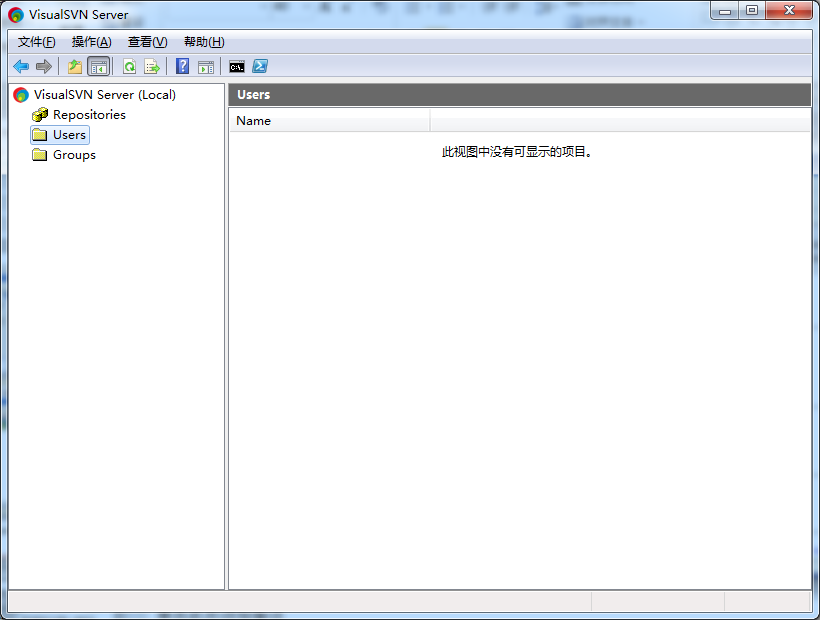 VisualSVN Server
文件(F) 操作(A) 查看(V) 帮助(H)
VisualSVN Server (Local)
Repositories
Users
Groups
Users
Name
此视图中没有可显示的项目。